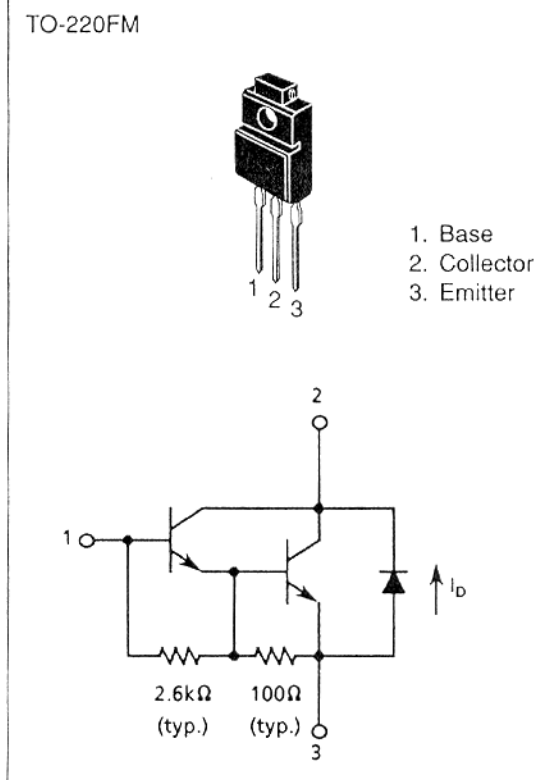 TO-220FM
1. Base
2. Collector
3. Emitter
1 2 3
2
1
I_D
2.6kΩ 100Ω
(typ.) (typ.)
3